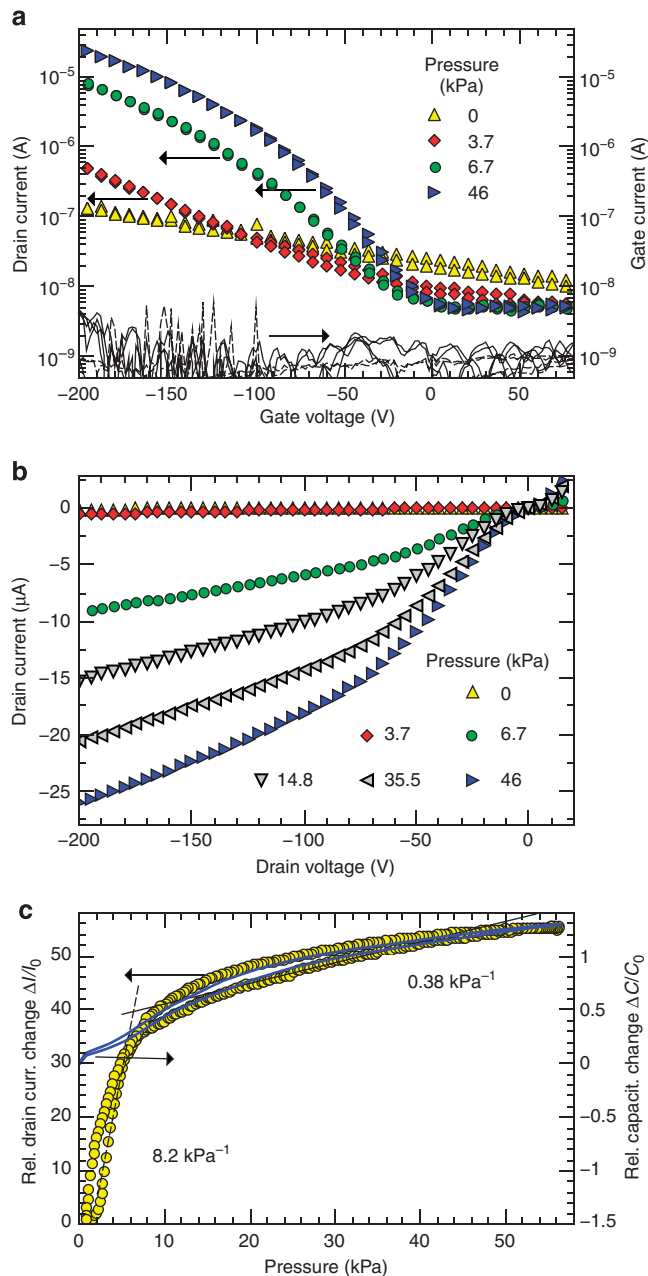 a
Pressure
(kPa)
0
3.7
6.7
46
10⁻⁵
10⁻⁶
10⁻⁷
10⁻⁸
10⁻⁹
Drain current (A)
10⁻⁵
10⁻⁶
10⁻⁷
10⁻⁸
10⁻⁹
Gate current (A)
−200 −150 −100 −50 0 50
Gate voltage (V)
b
0
−5
−10
−15
−20
−25
Drain current (μA)
Pressure (kPa)
0
3.7 6.7
14.8 35.5 46
−200 −150 −100 −50 0
Drain voltage (V)
c
50
40
30
20
10
0
Rel. drain curr. change ΔI/I₀
0.38 kPa⁻¹
8.2 kPa⁻¹
1
0.5
0
−0.5
−1
−1.5
Rel. capacit. change ΔC/C₀
0 10 20 30 40 50
Pressure (kPa)